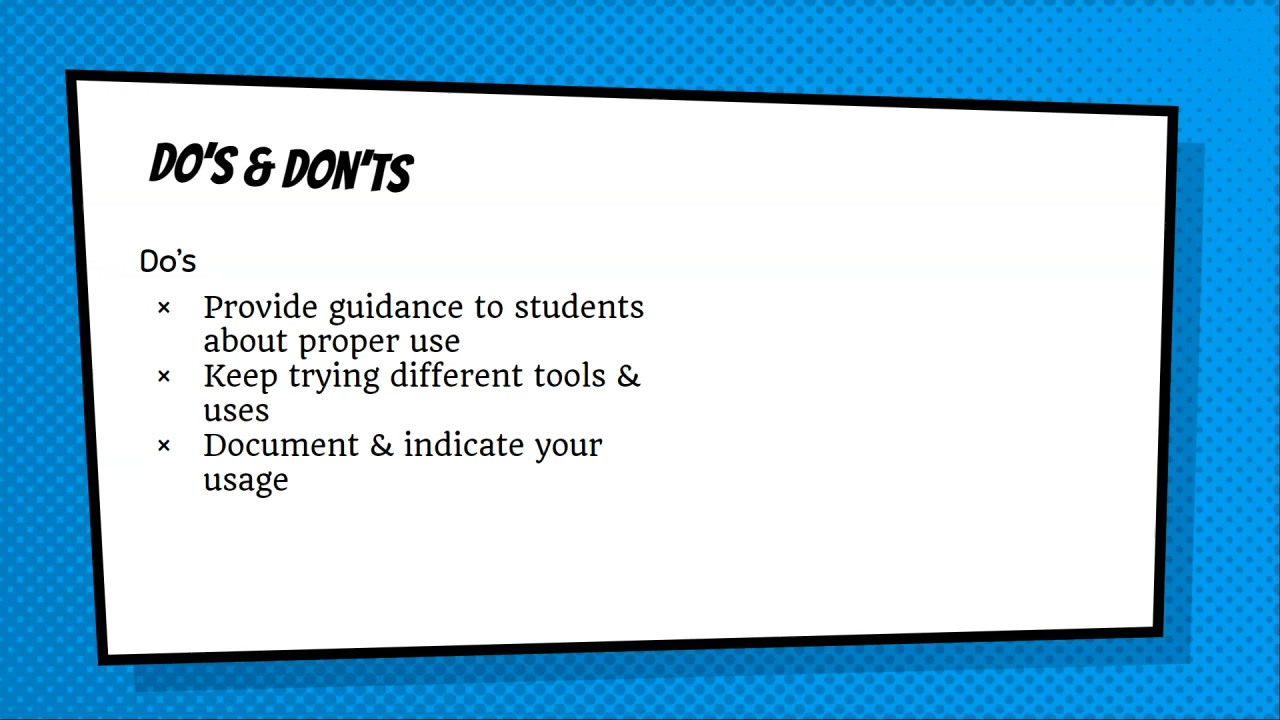 DO'S & DON'TS
Do's
× Provide guidance to students
about proper use
× Keep trying different tools &
uses
× Document & indicate your
usage